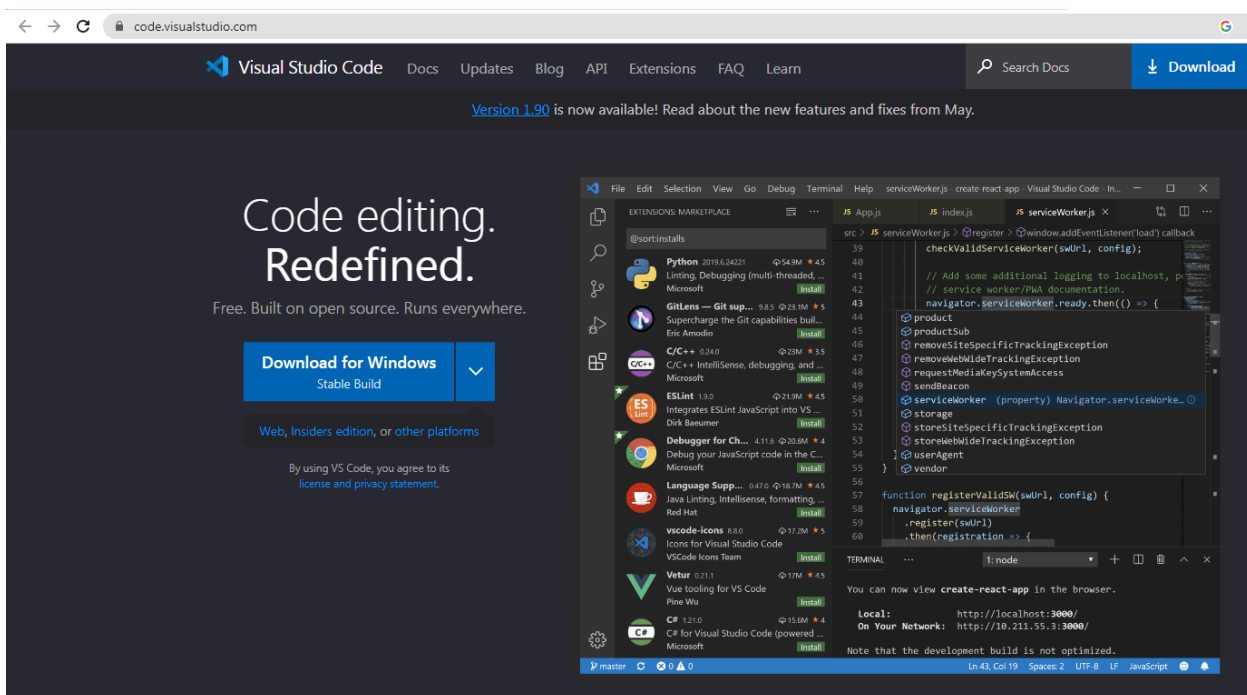 code.visualstudio.com
Visual Studio Code Docs Updates Blog API Extensions FAQ Learn Search Docs Download
Version 1.90 is now available! Read about the new features and fixes from May.
Code editing.
Redefined.
Free. Built on open source. Runs everywhere.
Download for Windows
Stable Build
Web, Insiders edition, or other platforms
By using VS Code, you agree to its
license and privacy statement.
File Edit Selection View Go Debug Terminal Help serviceWorker.js - create-react-app - Visual Studio Code - In...
EXTENSIONS: MARKETPLACE
@sort:installs
Python 2019.6.24221 54.9M ★ 4.5
Linting, Debugging (multi-threaded, ...
Microsoft Install
GitLens — Git sup... 9.8.5 23.1M ★ 5
Supercharge the Git capabilities buil...
Eric Amodio Install
C/C++ 0.24.0 23M ★ 3.5
C/C++ C/C++ IntelliSense, debugging, and ...
Microsoft Install
ESLint 1.9.0 21.9M ★ 4.5
ES Lint Integrates ESLint JavaScript into VS ...
Dirk Baeumer Install
Debugger for Ch... 4.11.6 20.6M ★ 4
Debug your JavaScript code in the C...
Microsoft Install
Language Supp... 0.47.0 18.7M ★ 4.5
Java Linting, Intellisense, formatting, ...
Red Hat Install
vscode-icons 8.8.0 17.2M ★ 5
Icons for Visual Studio Code
VSCode Icons Team Install
Vetur 0.21.1 17M ★ 4.5
Vue tooling for VS Code
Pine Wu Install
C# 1.21.0 15.6M ★ 4
C# C# for Visual Studio Code (powered ...
Microsoft Install
JS App.js JS index.js JS serviceWorker.js ×
src > JS serviceWorker.js > register > window.addEventListener('load') callback
39 checkValidServiceWorker(swUrl, config);
40
41 // Add some additional logging to localhost, p
42 // service worker/PWA documentation.
43 navigator.serviceWorker.ready.then(() => {
44 product
45 productSub
46 removeSiteSpecificTrackingException
47 removeWebWideTrackingException
48 requestMediaKeySystemAccess
49 sendBeacon
50 serviceWorker (property) Navigator.serviceWorke…
51 storage
52 storeSiteSpecificTrackingException
53 storeWebWideTrackingException
54 } userAgent
55 } vendor
56
57 function registerValidSW(swUrl, config) {
58 navigator.serviceWorker
59 .register(swUrl)
60 .then(registration => {
TERMINAL ... 1: node
You can now view create-react-app in the browser.
Local: http://localhost:3000/
On Your Network: http://10.211.55.3:3000/
Note that the development build is not optimized.
master 0 0 Ln 43, Col 19 Spaces: 2 UTF-8 LF JavaScript